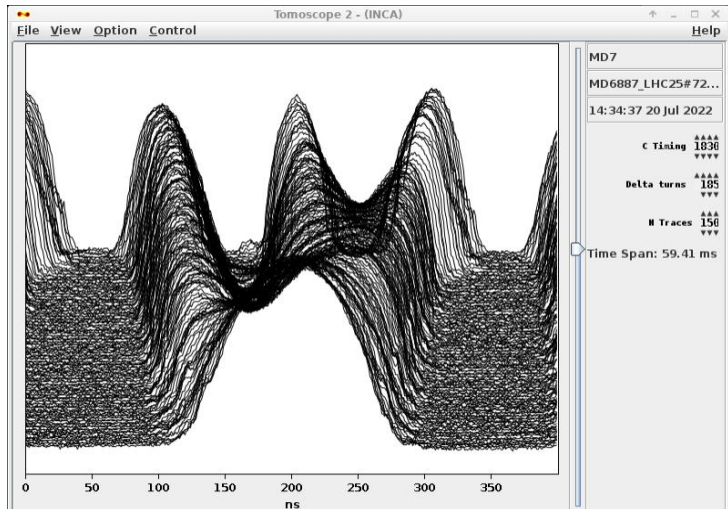 Tomoscope 2 - (INCA)
File View Option Control Help
MD7
MD6887_LHC25#72...
14:34:37 20 Jul 2022
C Timing 1830
Delta turns 185
N Traces 150
Time Span: 59.41 ms
0 50 100 150 200 250 300 350
ns